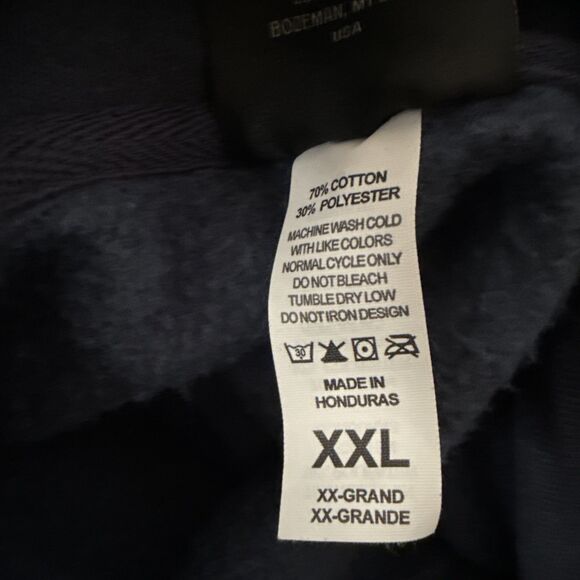 BOZEMAN, MT
USA
70% COTTON
30% POLYESTER
MACHINE WASH COLD
WITH LIKE COLORS
NORMAL CYCLE ONLY
DO NOT BLEACH
TUMBLE DRY LOW
DO NOT IRON DESIGN
30
MADE IN
HONDURAS
XXL
XX-GRAND
XX-GRANDE